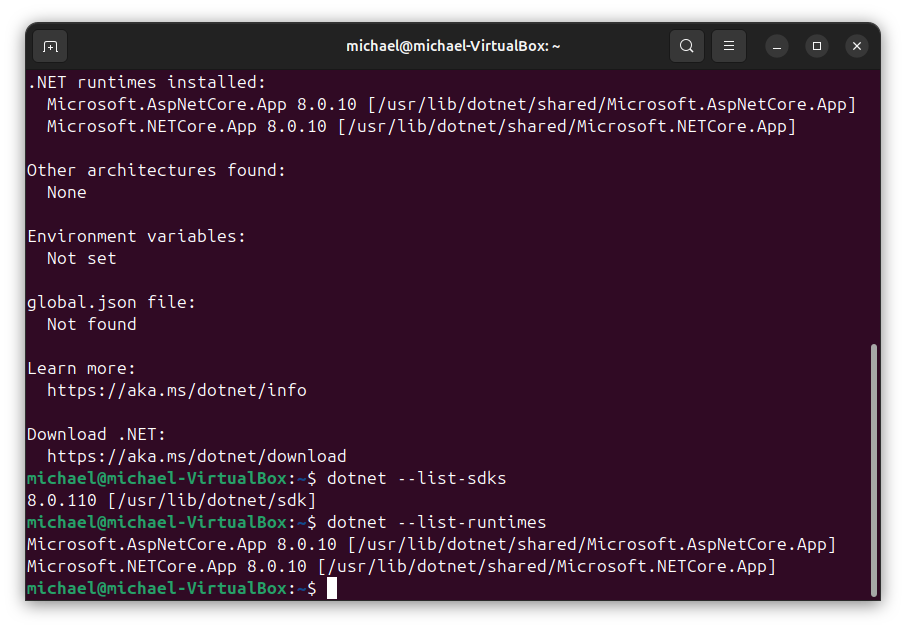 michael@michael-VirtualBox: ~
.NET runtimes installed:
  Microsoft.AspNetCore.App 8.0.10 [/usr/lib/dotnet/shared/Microsoft.AspNetCore.App]
  Microsoft.NETCore.App 8.0.10 [/usr/lib/dotnet/shared/Microsoft.NETCore.App]
Other architectures found:
  None
Environment variables:
  Not set
global.json file:
  Not found
Learn more:
  https://aka.ms/dotnet/info
Download .NET:
  https://aka.ms/dotnet/download
michael@michael-VirtualBox:~$ dotnet --list-sdks
8.0.110 [/usr/lib/dotnet/sdk]
michael@michael-VirtualBox:~$ dotnet --list-runtimes
Microsoft.AspNetCore.App 8.0.10 [/usr/lib/dotnet/shared/Microsoft.AspNetCore.App]
Microsoft.NETCore.App 8.0.10 [/usr/lib/dotnet/shared/Microsoft.NETCore.App]
michael@michael-VirtualBox:~$